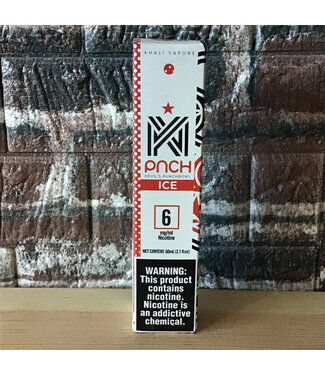 KHALI VAPORS
PNCH
DEVIL'S PUNCHBOWL
ICE
6
mg/ml
Nicotine
NET CONTENT: 60mL (2.1 fl oz)
WARNING:
This product
contains
nicotine.
Nicotine is
an addictive
chemical.